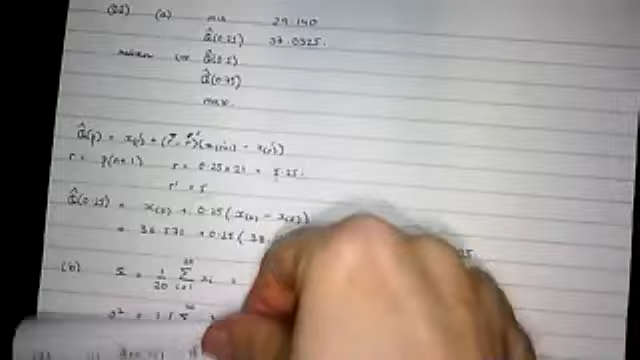 (Q2) (a) min 29.140
Q̂(0.25) 37.0325.
median ie Q̂(0.5)
Q̂(0.75)
max
Q̂(p) = x(r') + (r - r')(x(r'+1) - x(r'))
r = p(n+1) r = 0.25×21 = 5.25.
r' = 5
Q̂(0.25) = x(5) + 0.25(x(6) - x(5))
= 36.570 + 0.25(38.
(b) x̄ = 1/20 Σ i=1 20 xi =